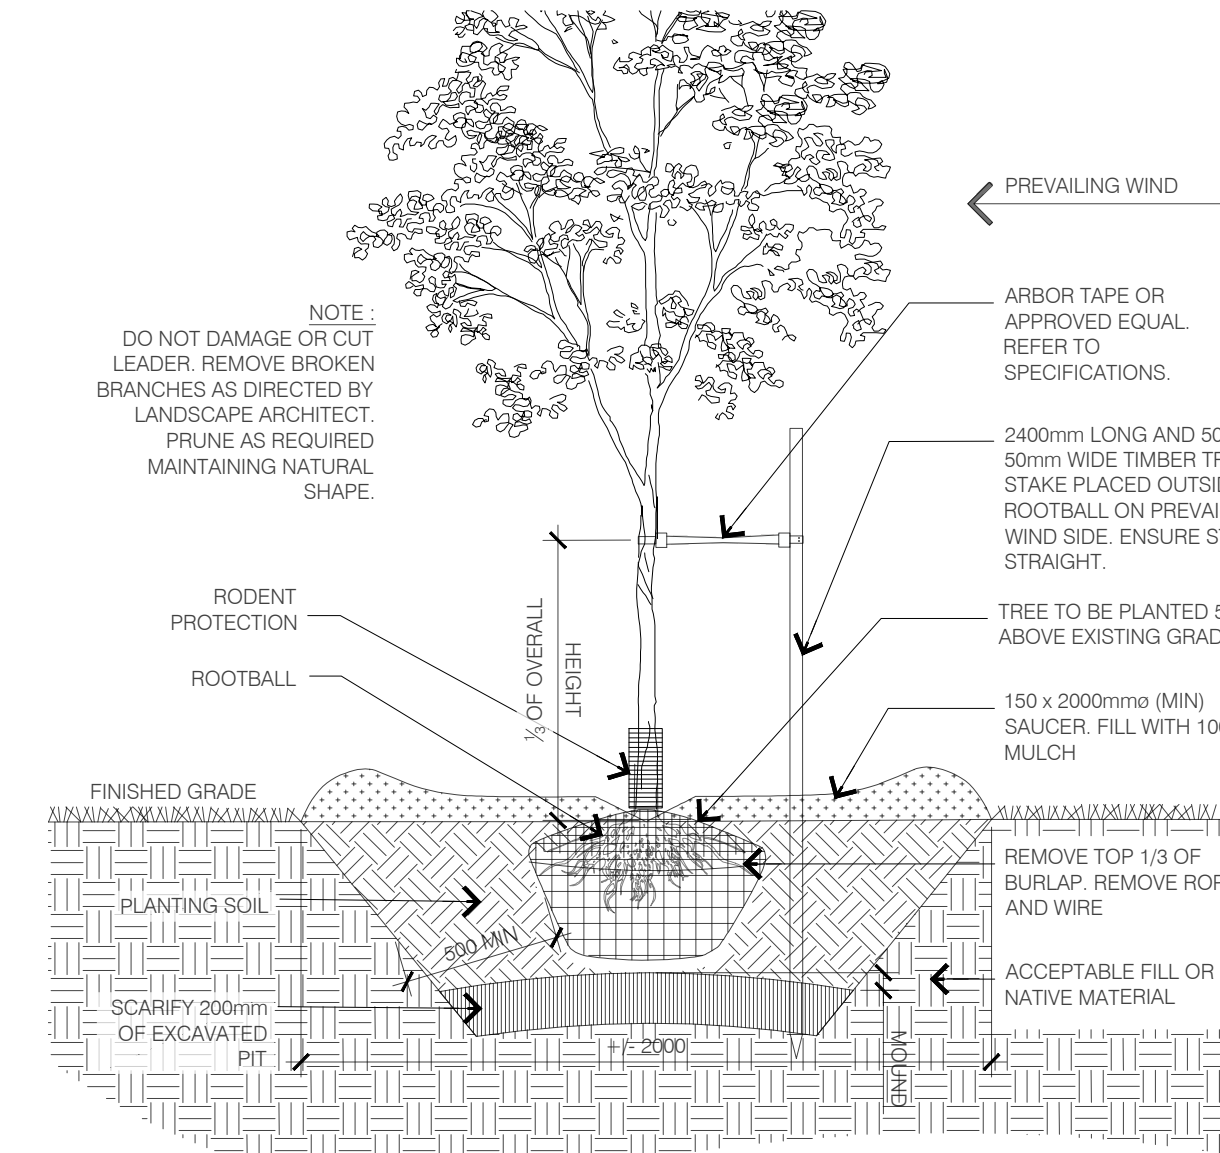 PREVAILING WIND
NOTE :
DO NOT DAMAGE OR CUT
LEADER. REMOVE BROKEN
BRANCHES AS DIRECTED BY
LANDSCAPE ARCHITECT.
PRUNE AS REQUIRED
MAINTAINING NATURAL
SHAPE.
ARBOR TAPE OR
APPROVED EQUAL.
REFER TO
SPECIFICATIONS.
2400mm LONG AND
50mm WIDE TIMBER
STAKE PLACED
ROOTBALL ON
WIND SIDE. ENSURE
STRAIGHT.
RODENT
PROTECTION
ROOTBALL
1/3 OF OVERALL
HEIGHT
TREE TO BE PLANTED
ABOVE EXISTING
150 x 2000mmø (MIN)
SAUCER. FILL WITH
MULCH
FINISHED GRADE
REMOVE TOP 1/3 OF
BURLAP. REMOVE
AND WIRE
PLANTING SOIL
500 MIN
ACCEPTABLE FILL OR
NATIVE MATERIAL
SCARIFY 200mm
OF EXCAVATED
PIT
+/- 2000
MOUND